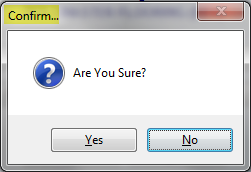 Confirm...
Are You Sure?
Yes
No